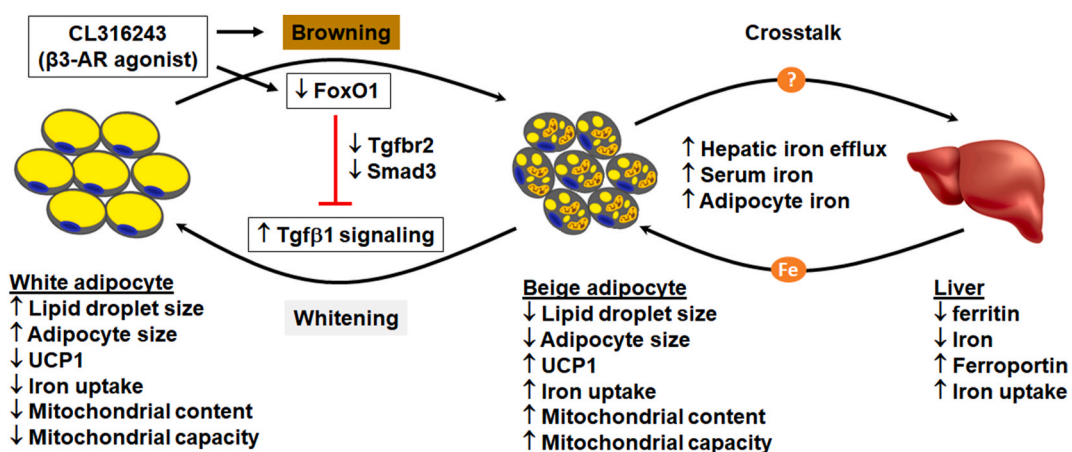 CL316243
(β3-AR agonist)
Browning
Crosstalk
?
↓ FoxO1
↓ Tgfbr2
↓ Smad3
↑ Hepatic iron efflux
↑ Serum iron
↑ Adipocyte iron
↑ Tgfβ1 signaling
Fe
Whitening
White adipocyte
↑ Lipid droplet size
↑ Adipocyte size
↓ UCP1
↓ Iron uptake
↓ Mitochondrial content
↓ Mitochondrial capacity
Beige adipocyte
↓ Lipid droplet size
↓ Adipocyte size
↑ UCP1
↑ Iron uptake
↑ Mitochondrial content
↑ Mitochondrial capacity
Liver
↓ ferritin
↓ Iron
↑ Ferroportin
↑ Iron uptake